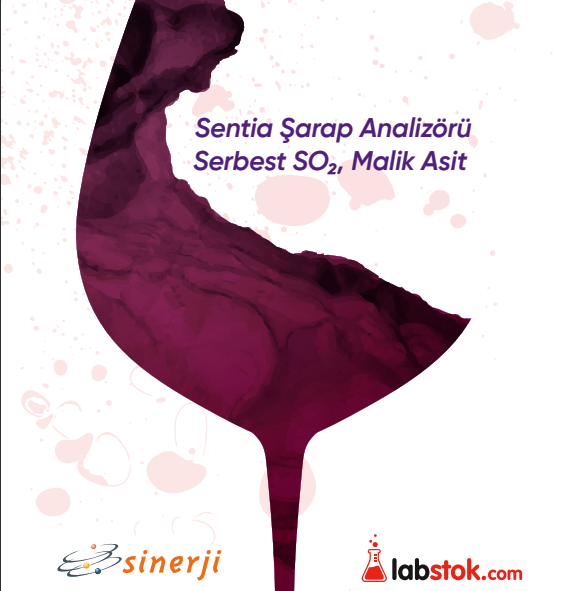 Sentia Şarap Analizörü
Serbest SO₂, Malik Asit
sinerji
labstok.com